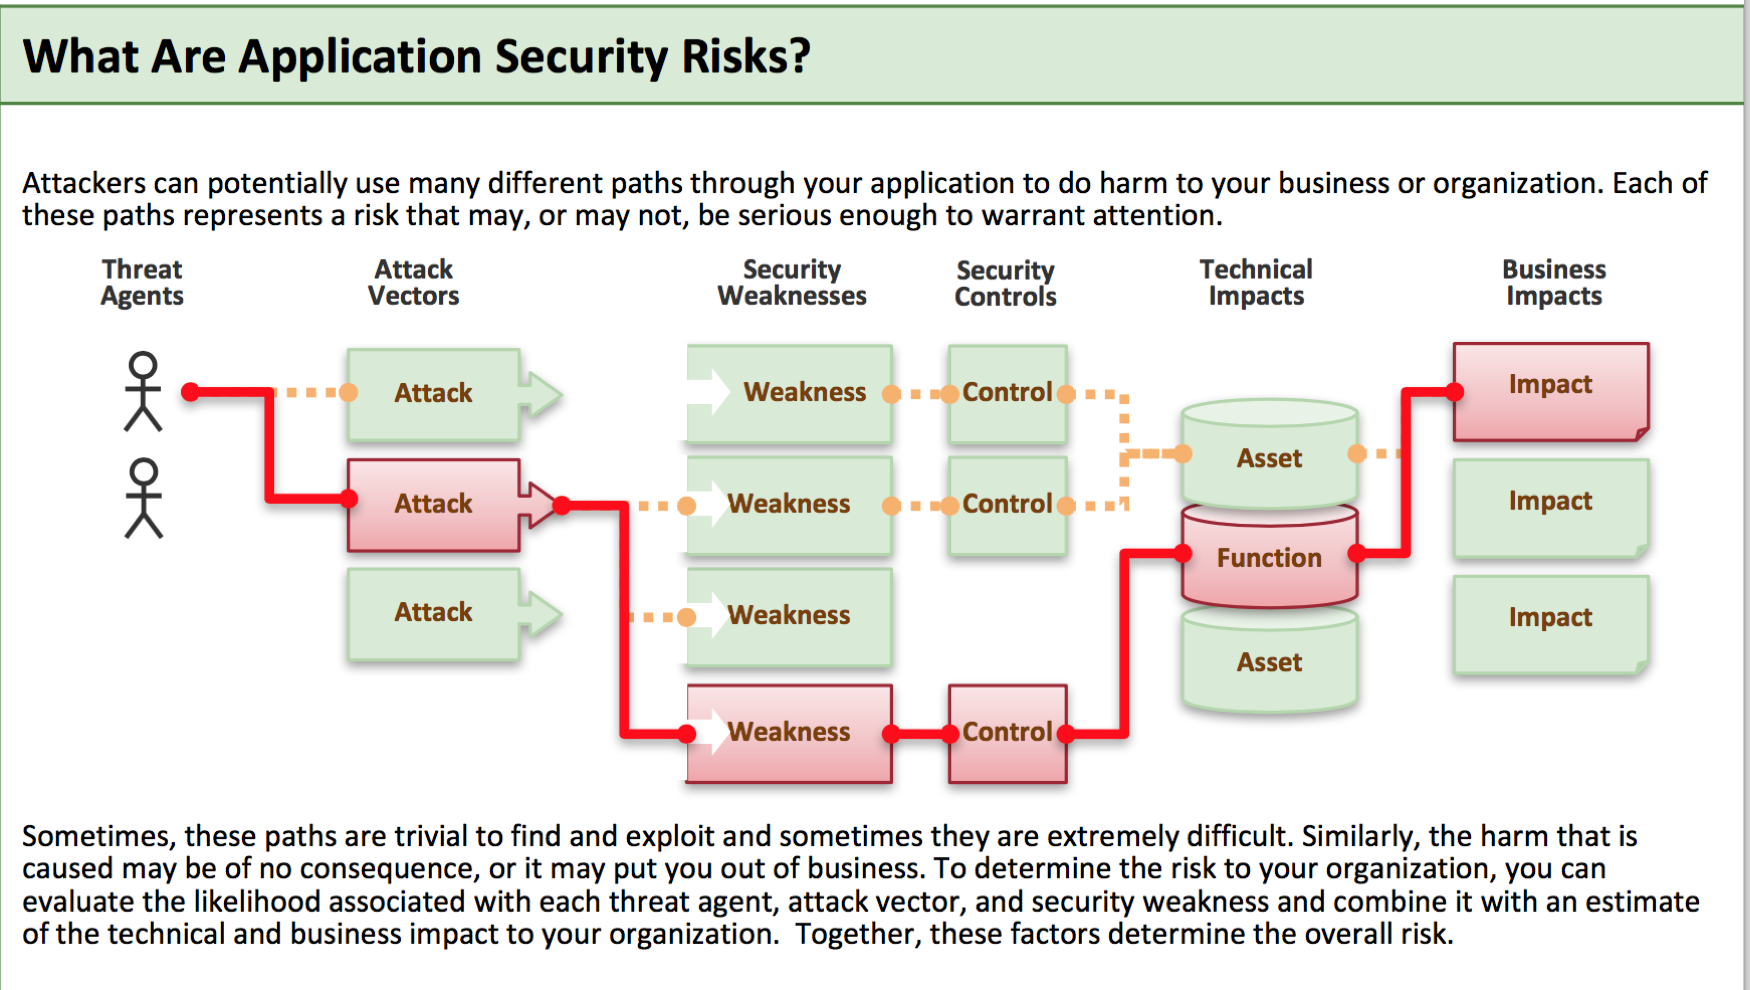 What Are Application Security Risks?
Attackers can potentially use many different paths through your application to do harm to your business or organization. Each of
these paths represents a risk that may, or may not, be serious enough to warrant attention.
Threat
Agents
Attack
Vectors
Security
Weaknesses
Security
Controls
Technical
Impacts
Business
Impacts
Attack
Attack
Attack
Weakness
Weakness
Weakness
Weakness
Control
Control
Control
Asset
Function
Asset
Impact
Impact
Impact
Sometimes, these paths are trivial to find and exploit and sometimes they are extremely difficult. Similarly, the harm that is
caused may be of no consequence, or it may put you out of business. To determine the risk to your organization, you can
evaluate the likelihood associated with each threat agent, attack vector, and security weakness and combine it with an estimate
of the technical and business impact to your organization.  Together, these factors determine the overall risk.